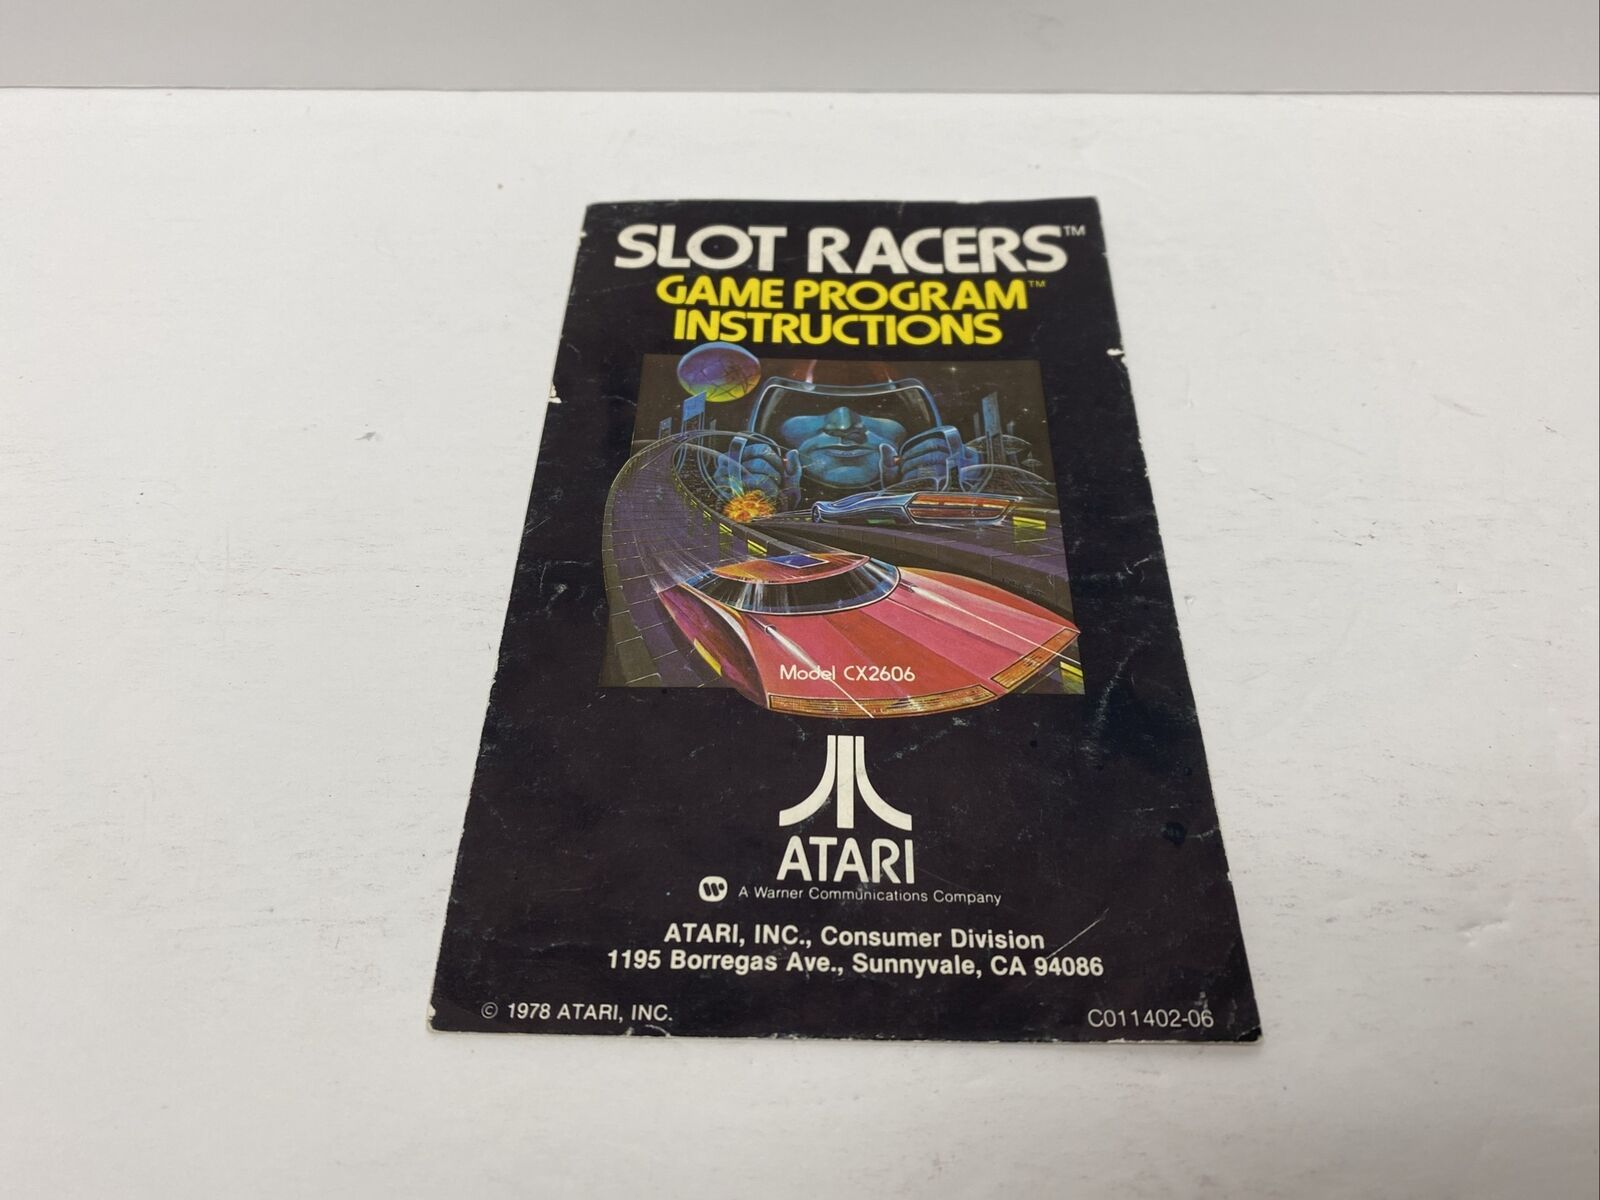 SLOT RACERS™
GAME PROGRAM™
INSTRUCTIONS
Model CX2606
ATARI
A Warner Communications Company
ATARI, INC., Consumer Division
1195 Borregas Ave., Sunnyvale, CA 94086
© 1978 ATARI, INC.
C011402-06